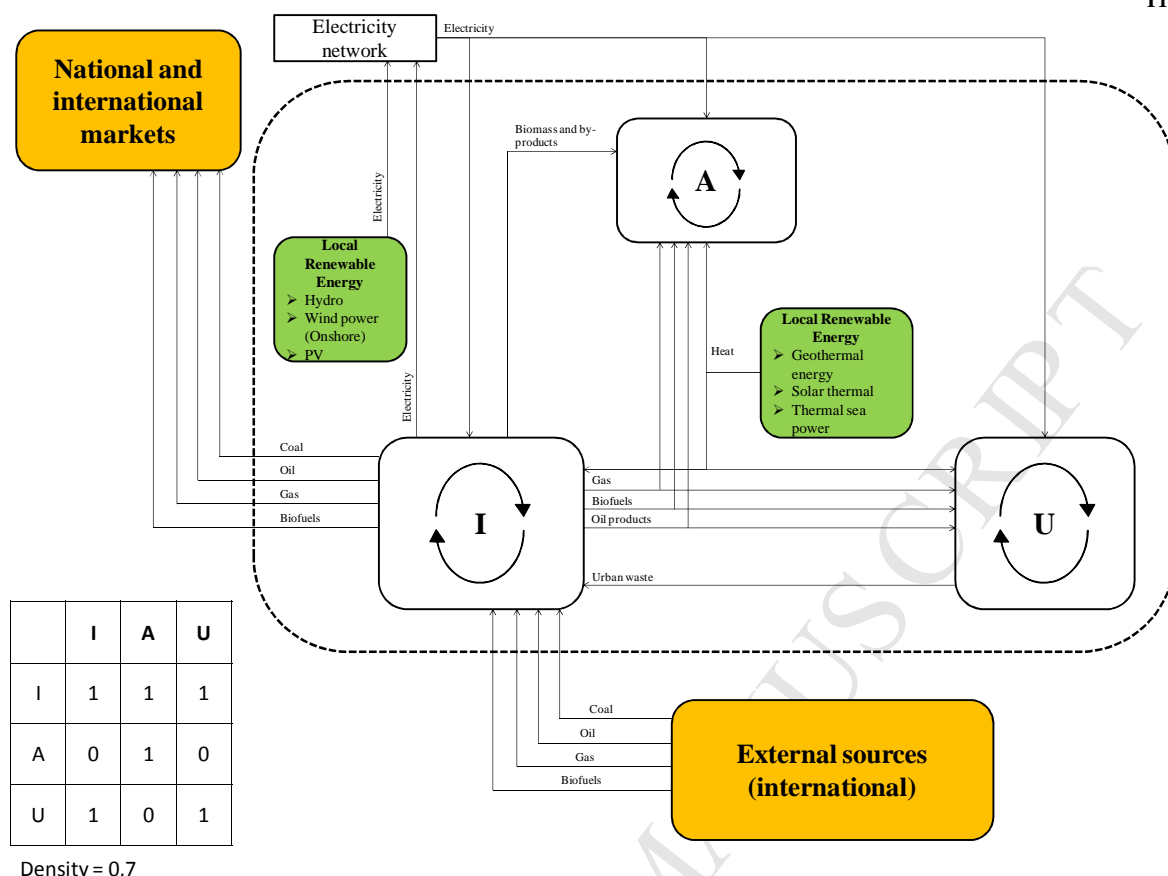 Electricity
network
Electricity
National and
international
markets
Biomass and by-
products
A
Electricity
Local
Renewable
Energy
➢ Hydro
➢ Wind power
(Onshore)
➢ PV
Local Renewable
Energy
➢ Geothermal
energy
➢ Solar thermal
➢ Thermal sea
power
Heat
Electricity
Coal
Oil
Gas
Biofuels
I
Gas
Biofuels
Oil products
U
Urban waste
I A U
I 1 1 1
A 0 1 0
U 1 0 1
Density = 0.7
Coal
Oil
Gas
Biofuels
External sources
(international)
MANUSCRIPT